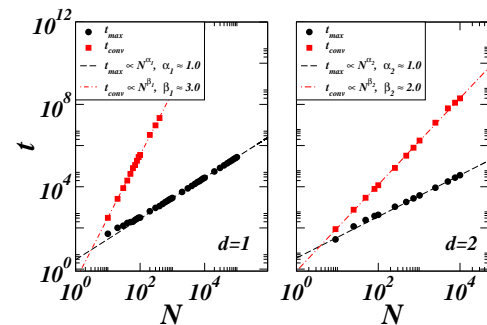 10^12
10^8
10^4
10^0
t
t_max
t_conv
t_max ∝ N^α₁, α₁ ≈ 1.0
t_conv ∝ N^β₁, β₁ ≈ 3.0
d=1
10^0 10^2 10^4
N
t_max
t_conv
t_max ∝ N^α₂, α₂ ≈ 1.0
t_conv ∝ N^β₂, β₂ ≈ 2.0
d=2
10^0 10^2 10^4
N